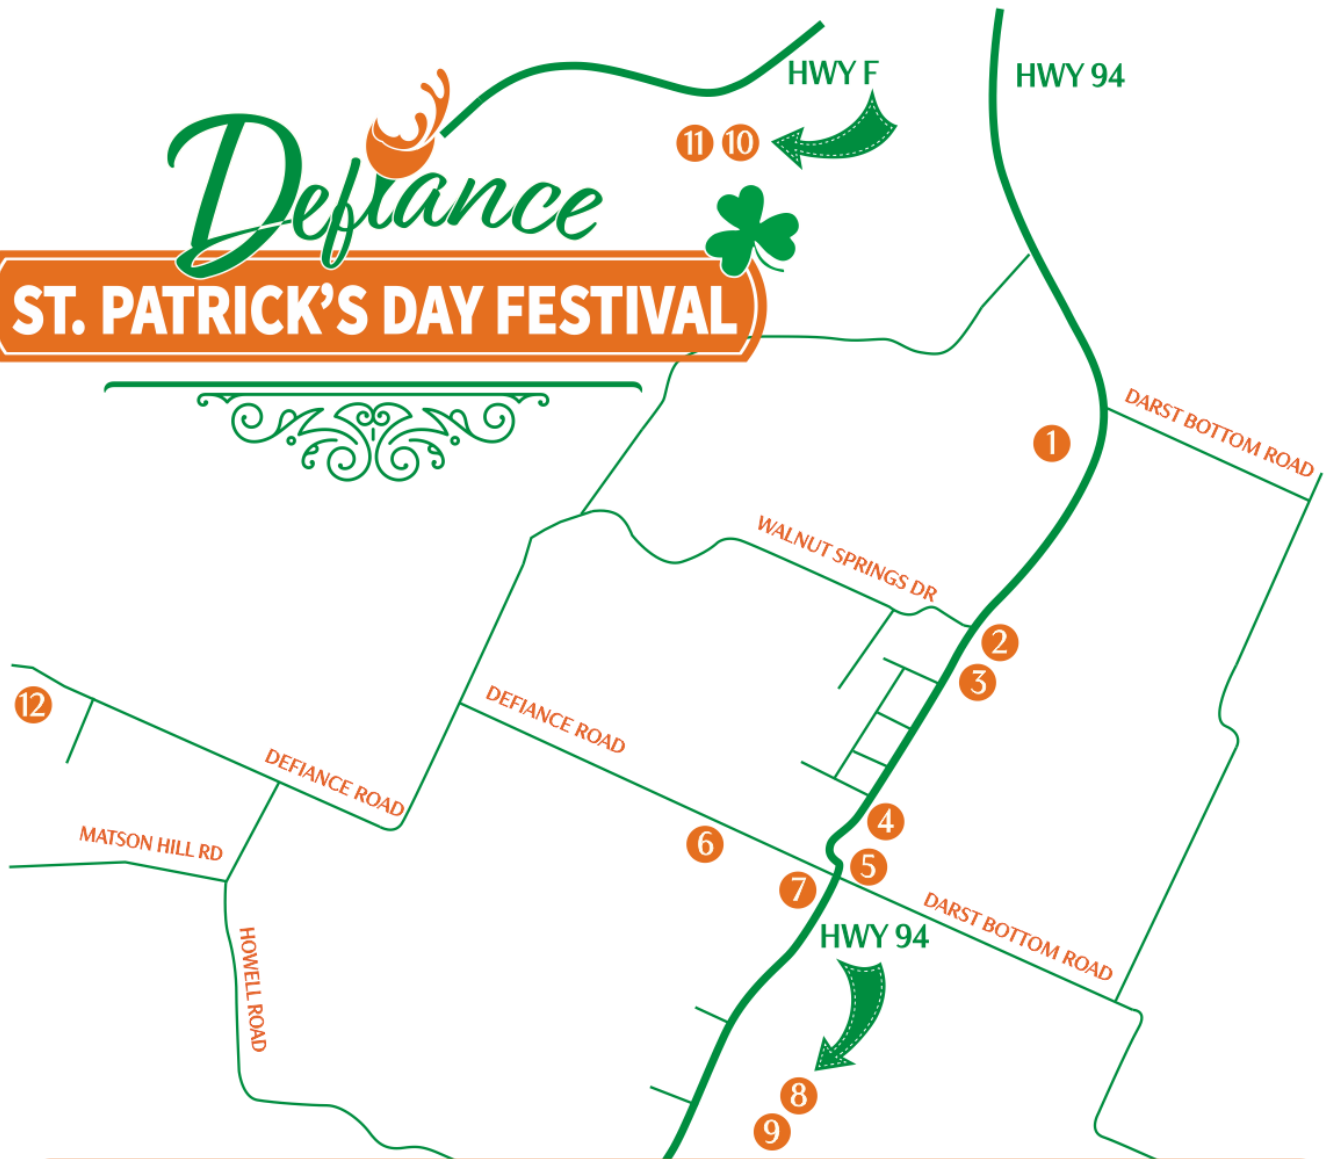 HWY F
HWY 94
11 10
Defiance
ST. PATRICK'S DAY FESTIVAL
DARST BOTTOM ROAD
1
WALNUT SPRINGS DR
2
3
12
DEFIANCE ROAD
DEFIANCE ROAD
4
MATSON HILL RD
6
5
7
DARST BOTTOM ROAD
HWY 94
HOWELL ROAD
8
9